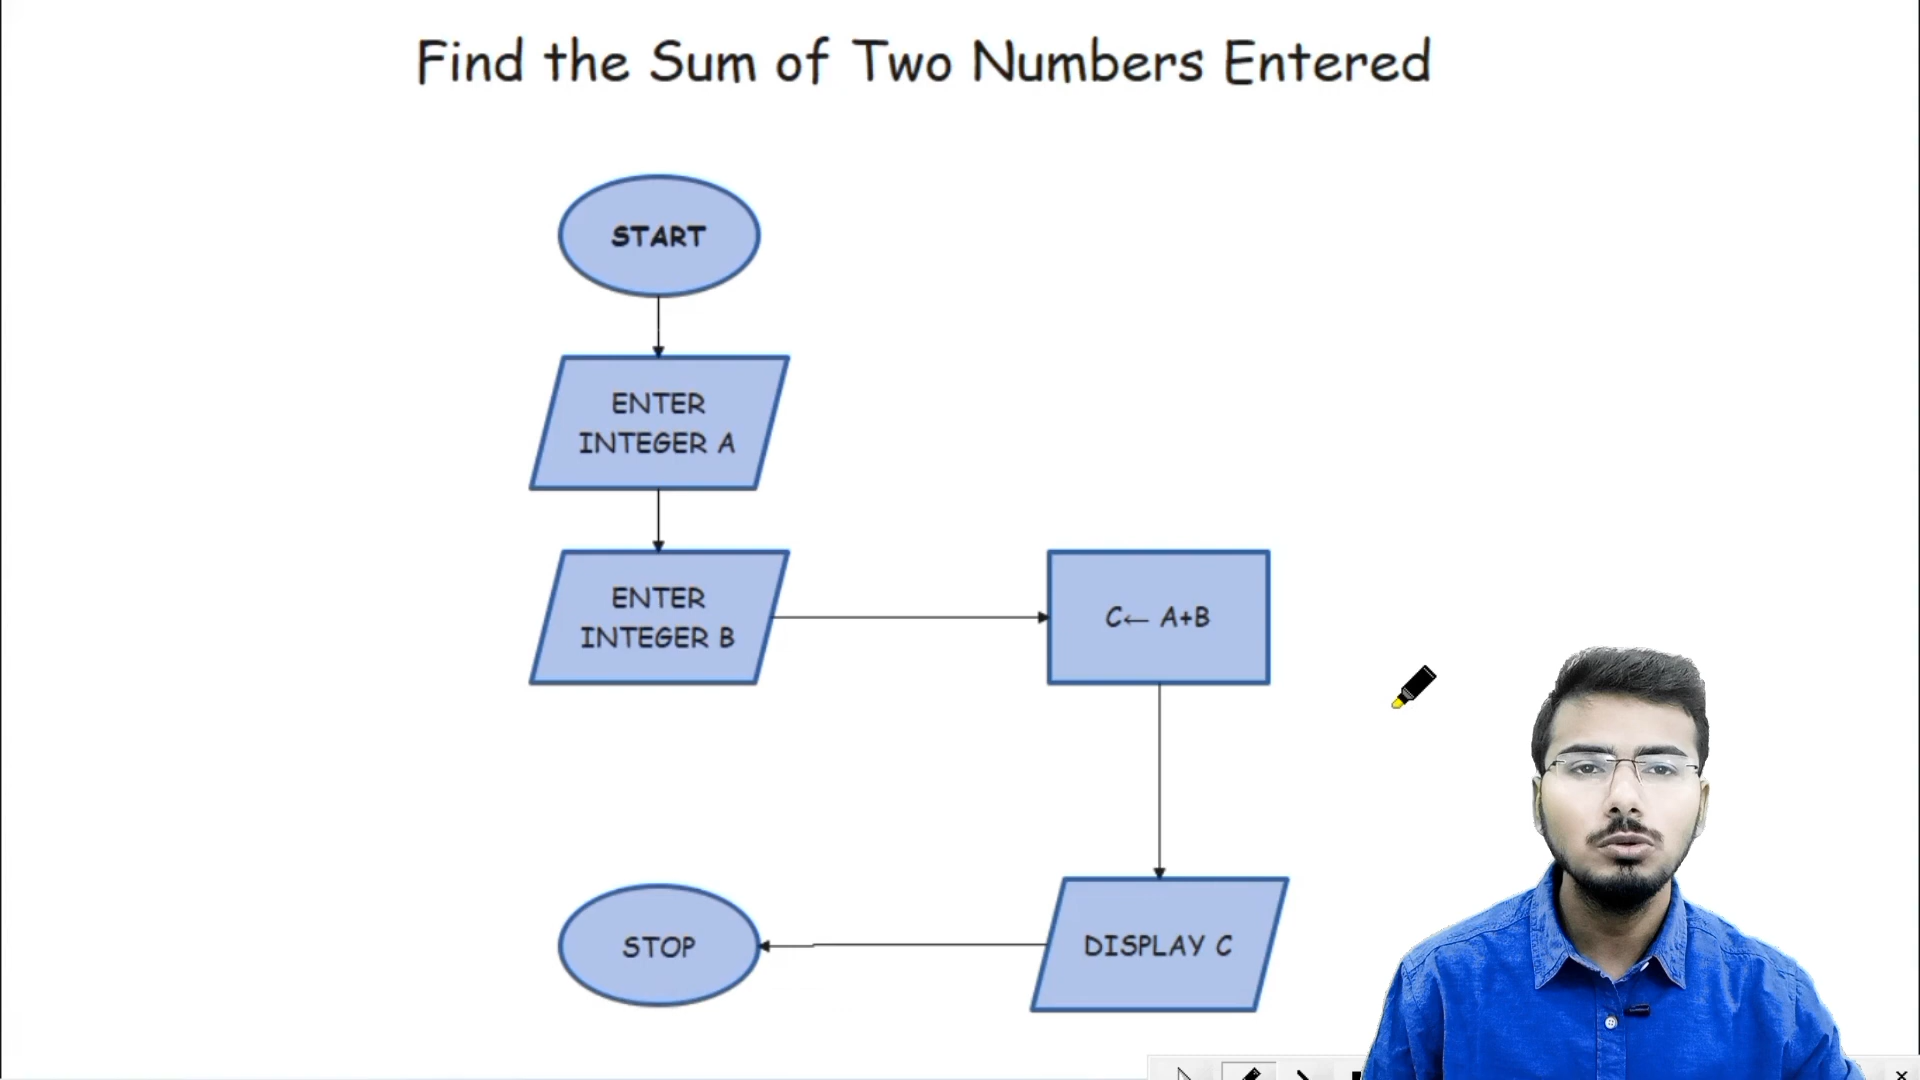 Find the Sum of Two Numbers Entered
START
ENTER
INTEGER A
ENTER
INTEGER B
C← A+B
DISPLAY C
STOP